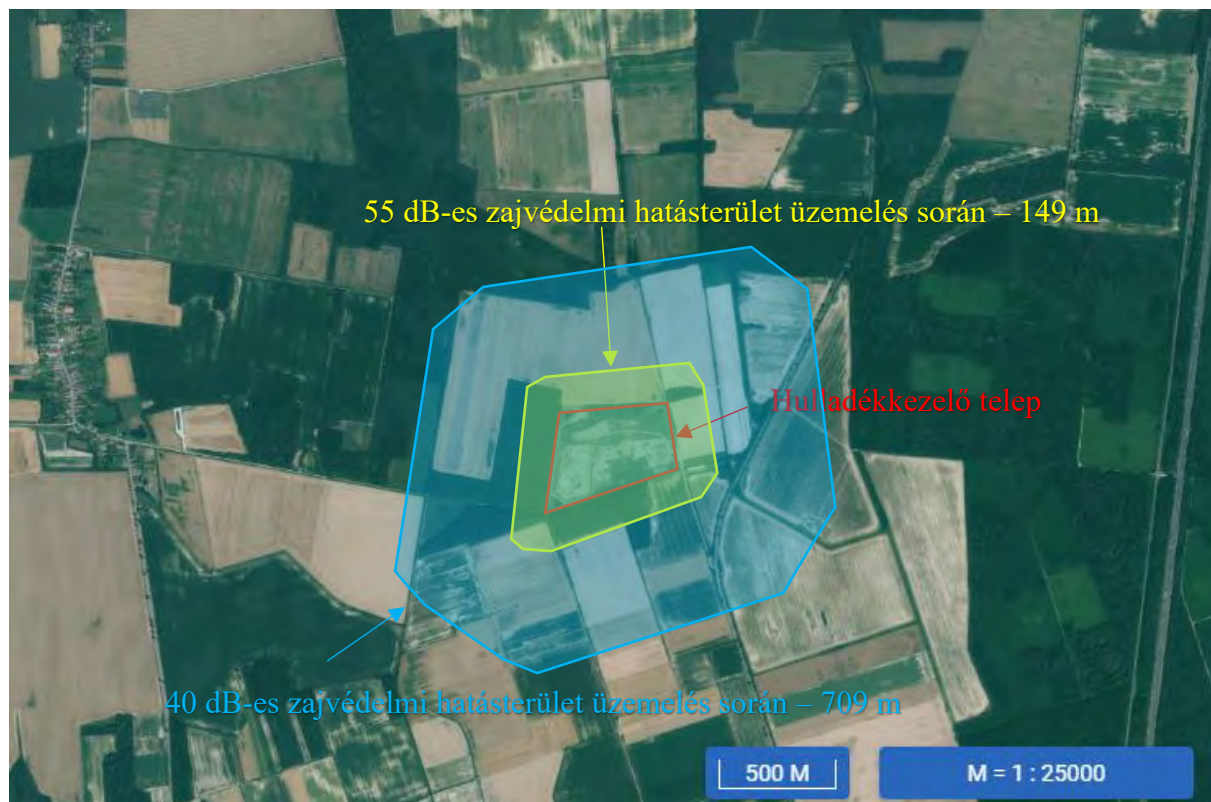 55 dB-es zajvédelmi hatásterület üzemelés során – 149 m
Hulladékkezelő telep
40 dB-es zajvédelmi hatásterület üzemelés során – 709 m
500 M
M = 1 : 25000